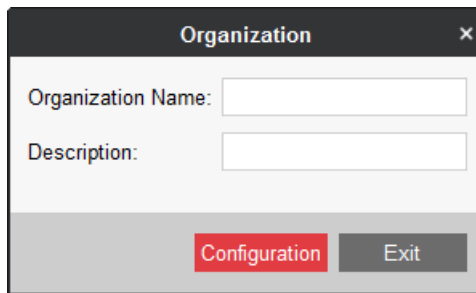 Organization ×
Organization Name:
Description:
Configuration Exit